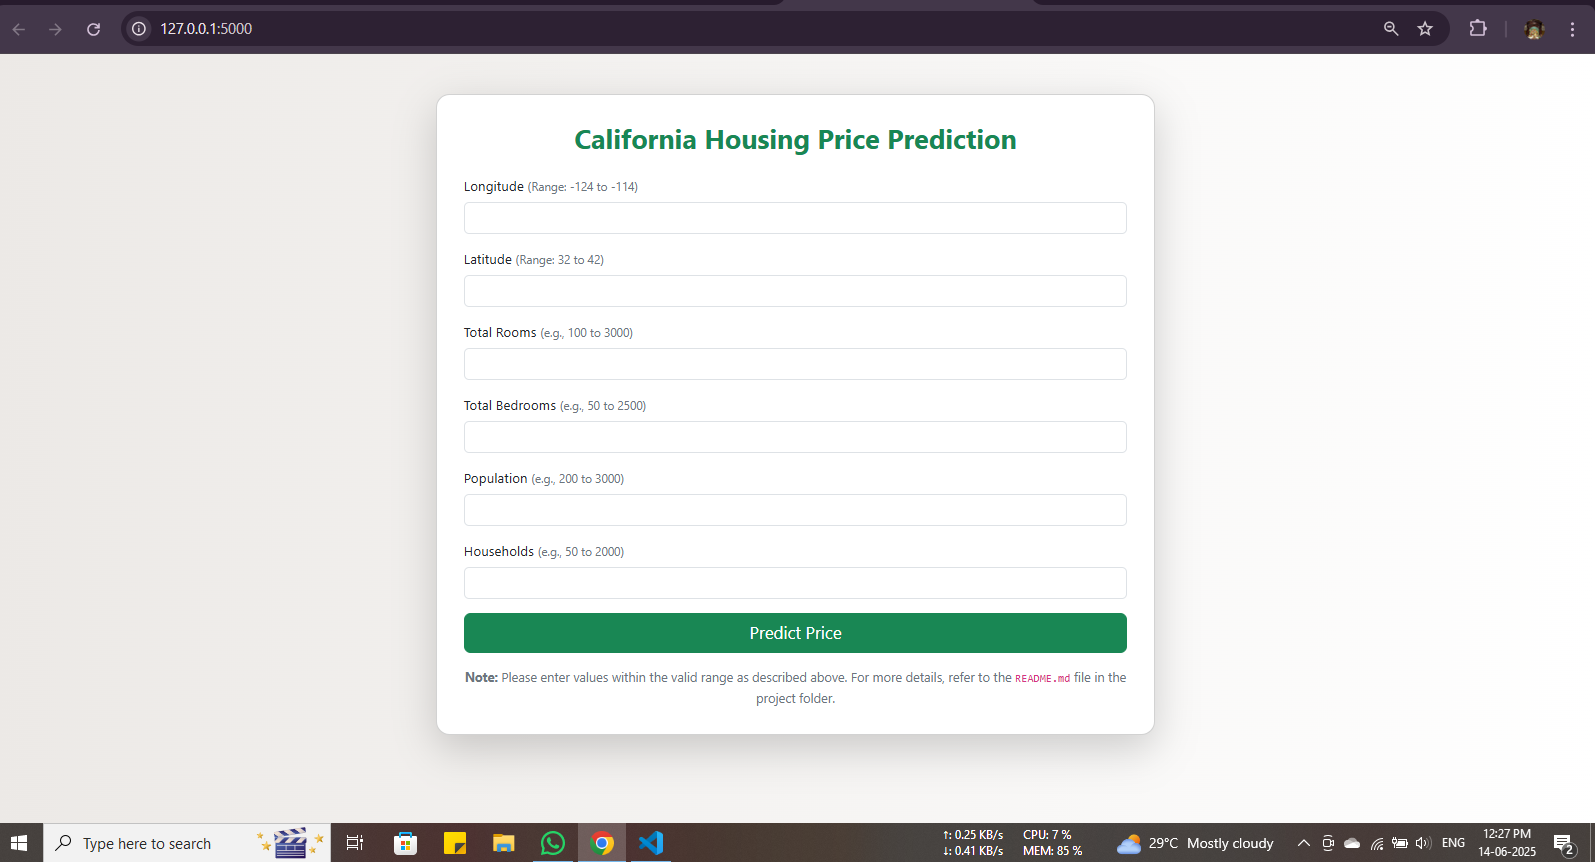 127.0.0.1:5000
California Housing Price Prediction
Longitude (Range: -124 to -114)
Latitude (Range: 32 to 42)
Total Rooms (e.g., 100 to 3000)
Total Bedrooms (e.g., 50 to 2500)
Population (e.g., 200 to 3000)
Households (e.g., 50 to 2000)
Predict Price
Note: Please enter values within the valid range as described above. For more details, refer to the README.md file in the
project folder.
Type here to search
↑: 0.25 KB/s CPU: 7 %
↓: 0.41 KB/s MEM: 85 %
29°C Mostly cloudy
ENG
12:27 PM
14-06-2025
2